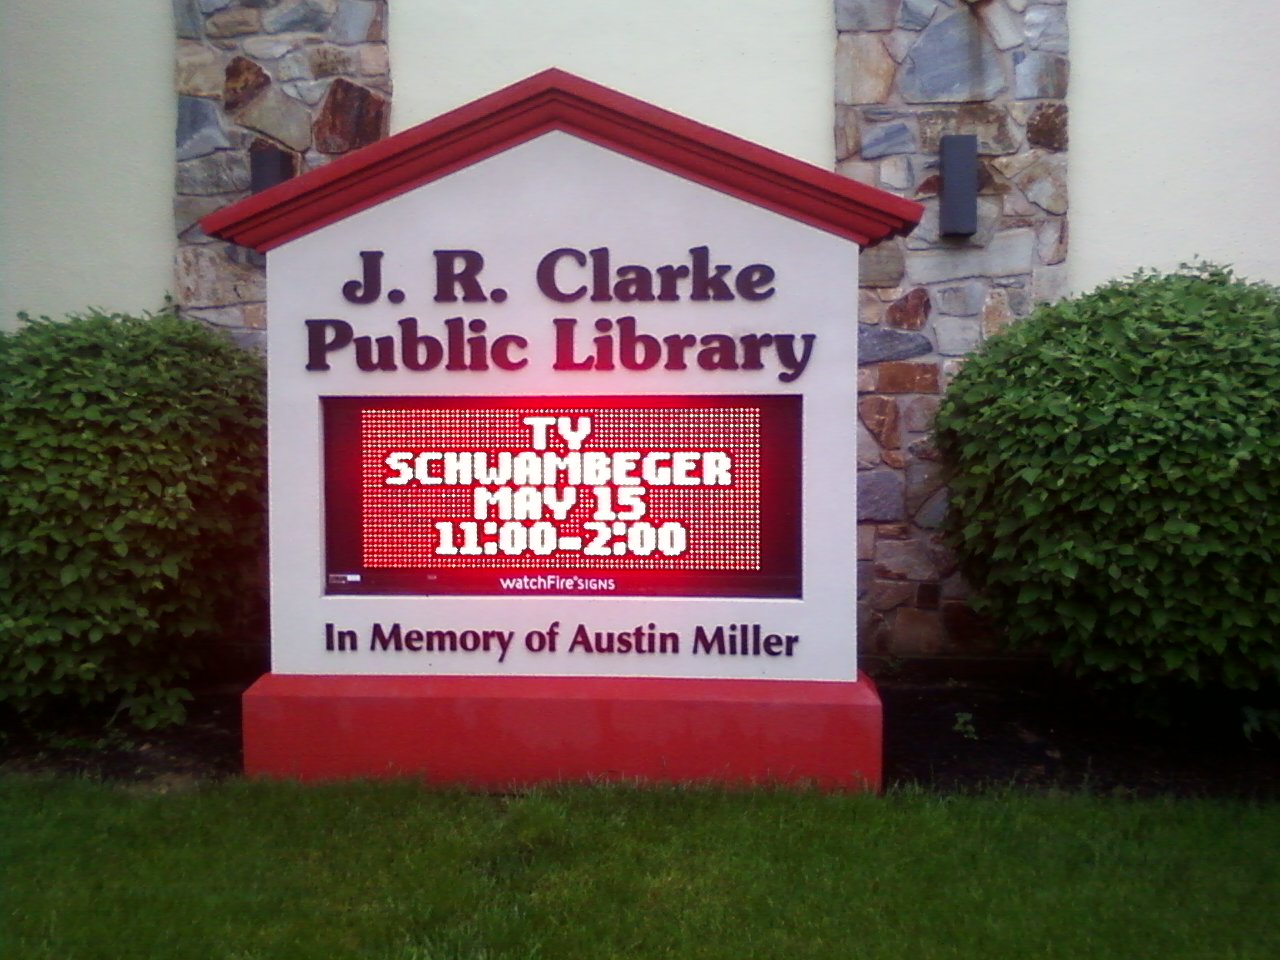 J. R. Clarke
Public Library
TY
SCHWAMBEGER
MAY 15
11:00-2:00
watchFire SIGNS
In Memory of Austin Miller